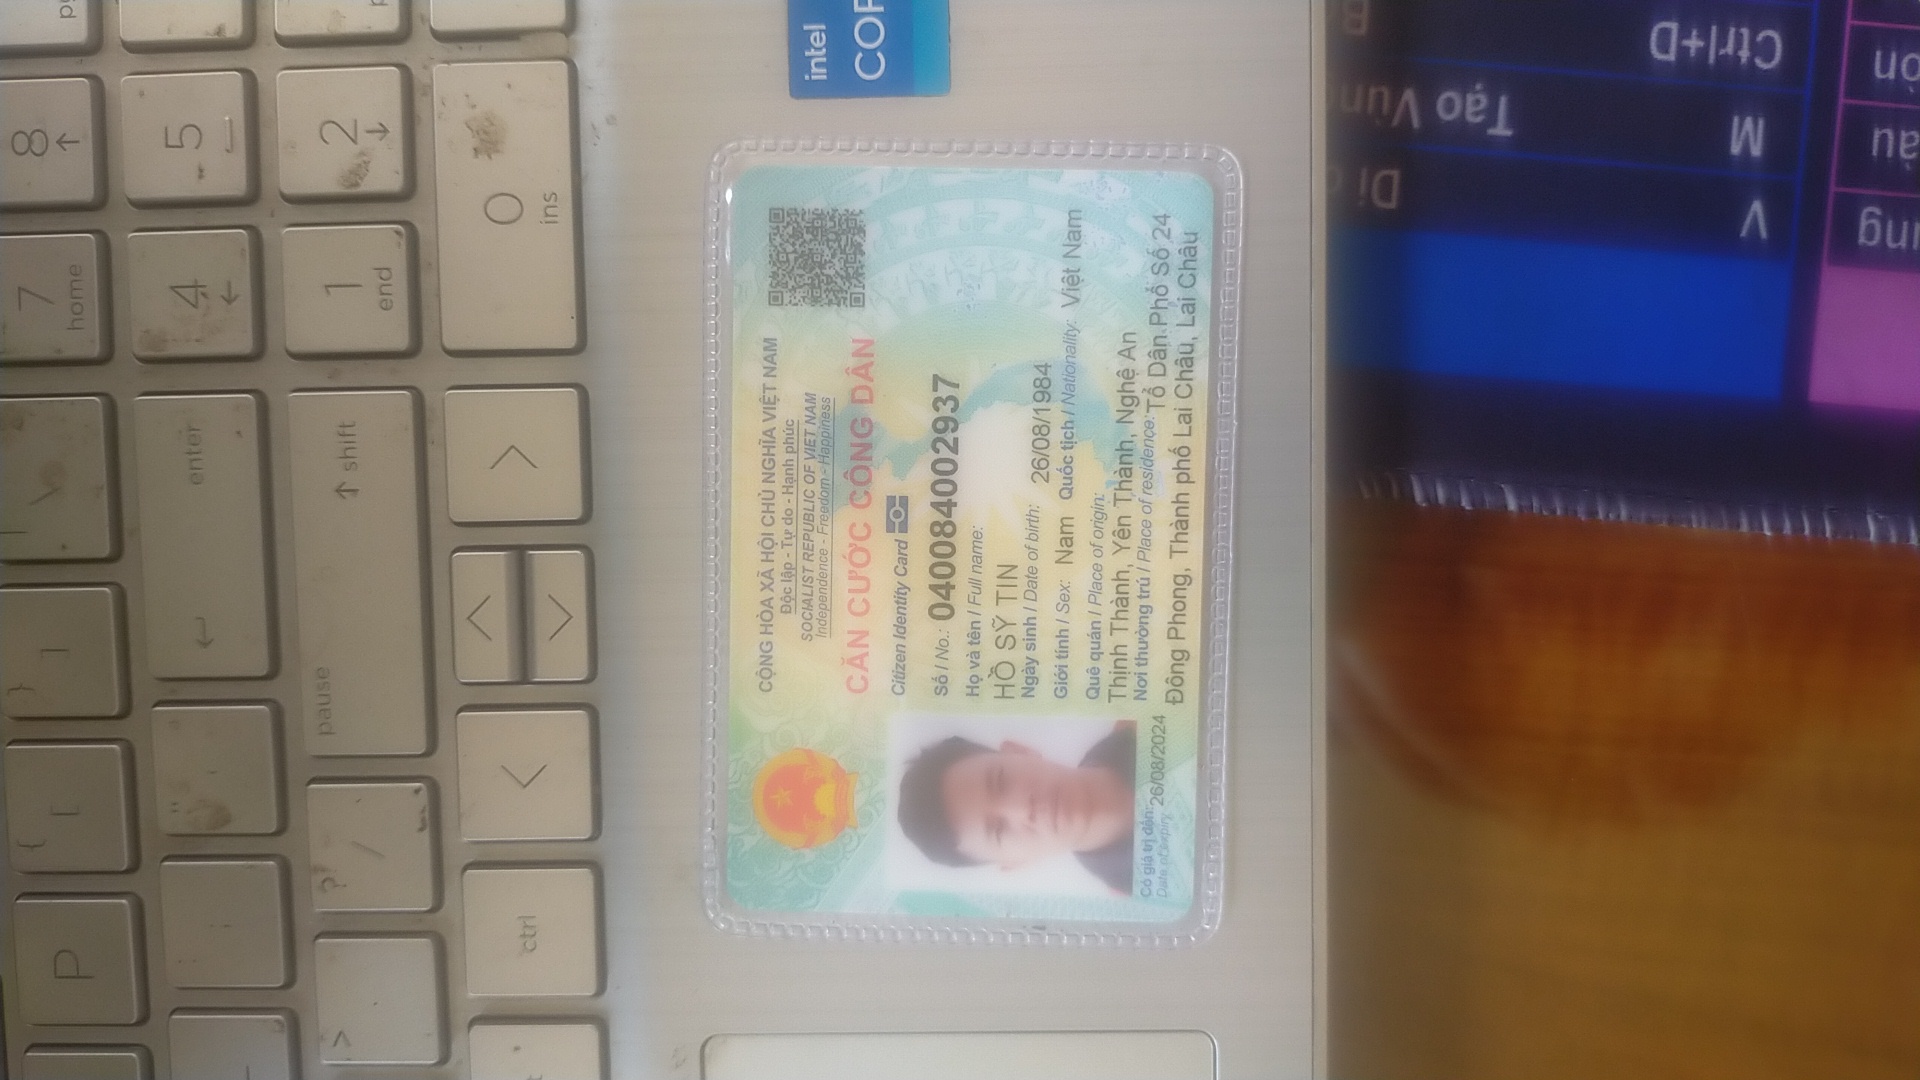 P { [ } ] | \ 7 home 8 ↑
: ; " ' ↵ enter 4 ← 5
> ? / pause ↑ shift 1 end 2 ↓
ctrl 0 ins
CỘNG HÒA XÃ HỘI CHỦ NGHĨA VIỆT NAM
Độc lập - Tự do - Hạnh phúc
SOCIALIST REPUBLIC OF VIET NAM
Independence - Freedom - Happiness
CĂN CƯỚC CÔNG DÂN
Citizen Identity Card
Số / No.: 040084002937
Họ và tên / Full name:
HỒ SỸ TIN
Ngày sinh / Date of birth: 26/08/1984
Giới tính / Sex: Nam Quốc tịch / Nationality: Việt Nam
Quê quán / Place of origin:
Thịnh Thành, Yên Thành, Nghệ An
Nơi thường trú / Place of residence: Tổ Dân Phố Số 24
Đông Phong, Thành phố Lai Châu, Lai Châu
Có giá trị đến: 26/08/2024
Date of expiry
intel
COR
Tạo Vùng
V
M
Ctrl+D